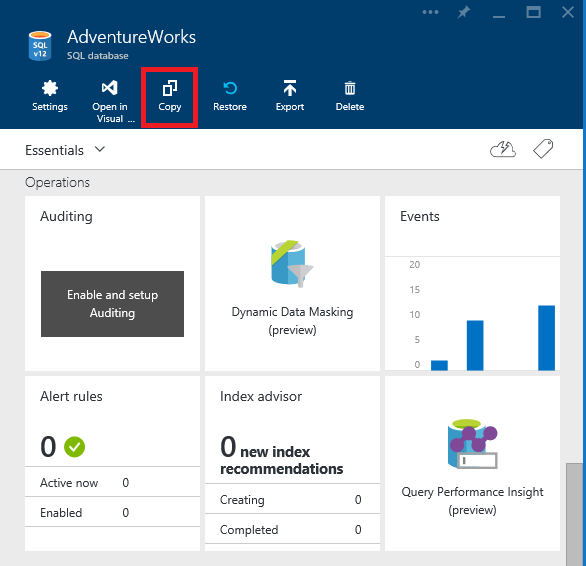 AdventureWorks
SQL database
SQL
v12
Settings
Open in
Visual ...
Copy
Restore
Export
Delete
Essentials
Operations
Auditing
Enable and setup
Auditing
Dynamic Data Masking
(preview)
Events
20
15
10
5
0
Alert rules
0
Active now 0
Enabled 0
Index advisor
0 new index
recommendations
Creating 0
Completed 0
Query Performance Insight
(preview)